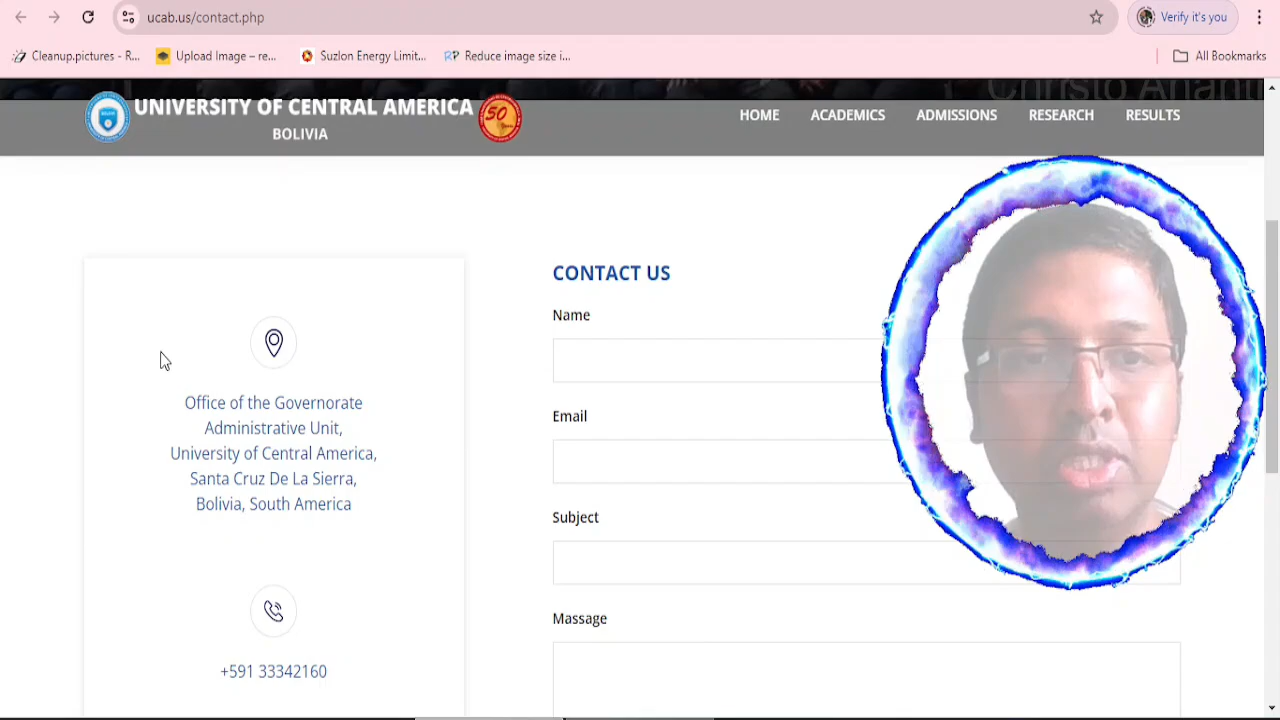 ucab.us/contact.php
Verify it's you
Cleanup.pictures - R...
Upload Image – re...
Suzlon Energy Limit...
Reduce image size i...
All Bookmarks
UNIVERSITY OF CENTRAL AMERICA
BOLIVIA
50
HOME
ACADEMICS
ADMISSIONS
RESEARCH
RESULTS
Office of the Governorate
Administrative Unit,
University of Central America,
Santa Cruz De La Sierra,
Bolivia, South America
+591 33342160
CONTACT US
Name
Email
Subject
Massage